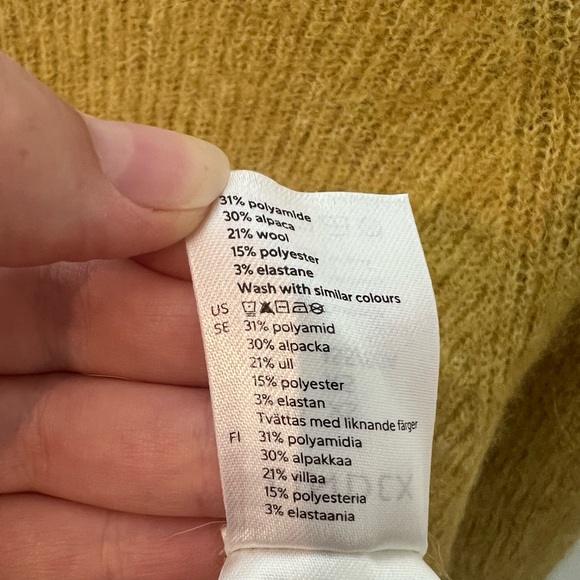 31% polyamide
30% alpaca
21% wool
15% polyester
3% elastane
Wash with similar colours
US
SE 31% polyamid
30% alpacka
21% ull
15% polyester
3% elastan
Tvättas med liknande färger
FI 31% polyamidia
30% alpakkaa
21% villaa
15% polyesteria
3% elastaania